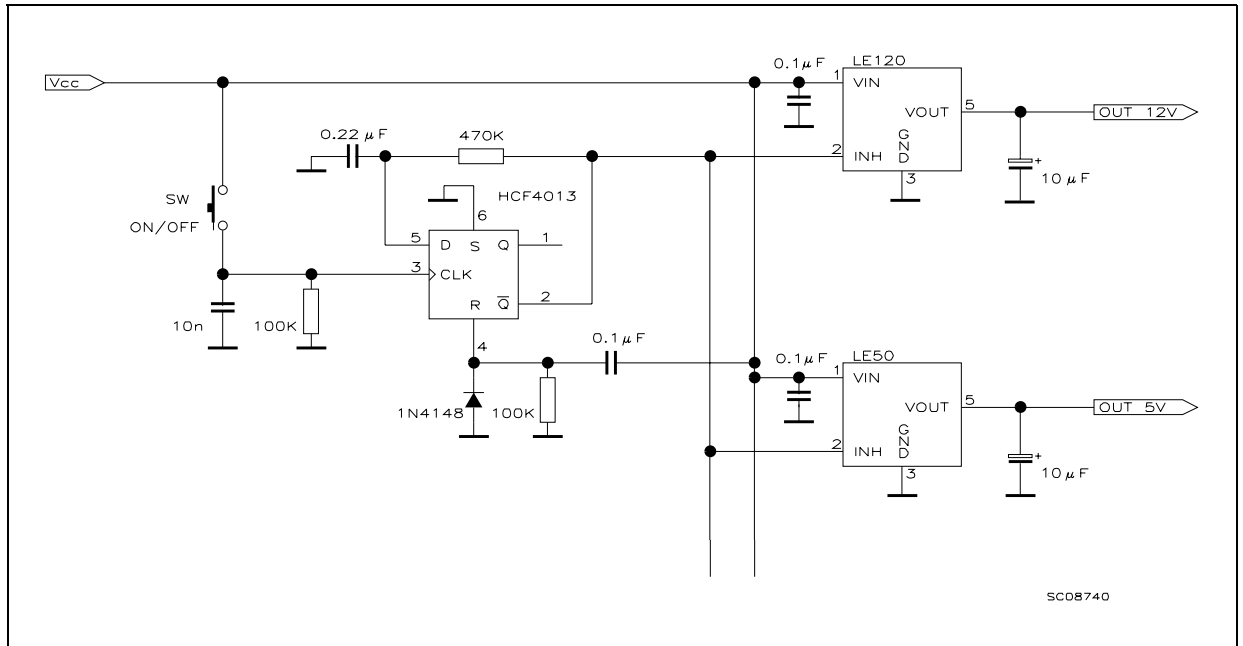 Vcc
SW
ON/OFF
10n
100K
0.22 μF
470K
HCF4013
6
5
D
S
Q
1
3
CLK
R
Q̅
2
4
1N4148
100K
0.1μF
0.1μF
LE120
1
VIN
VOUT
5
2
INH
GND
3
OUT 12V
+
10μF
0.1μF
LE50
1
VIN
VOUT
5
2
INH
GND
3
OUT 5V
+
10μF
SC08740